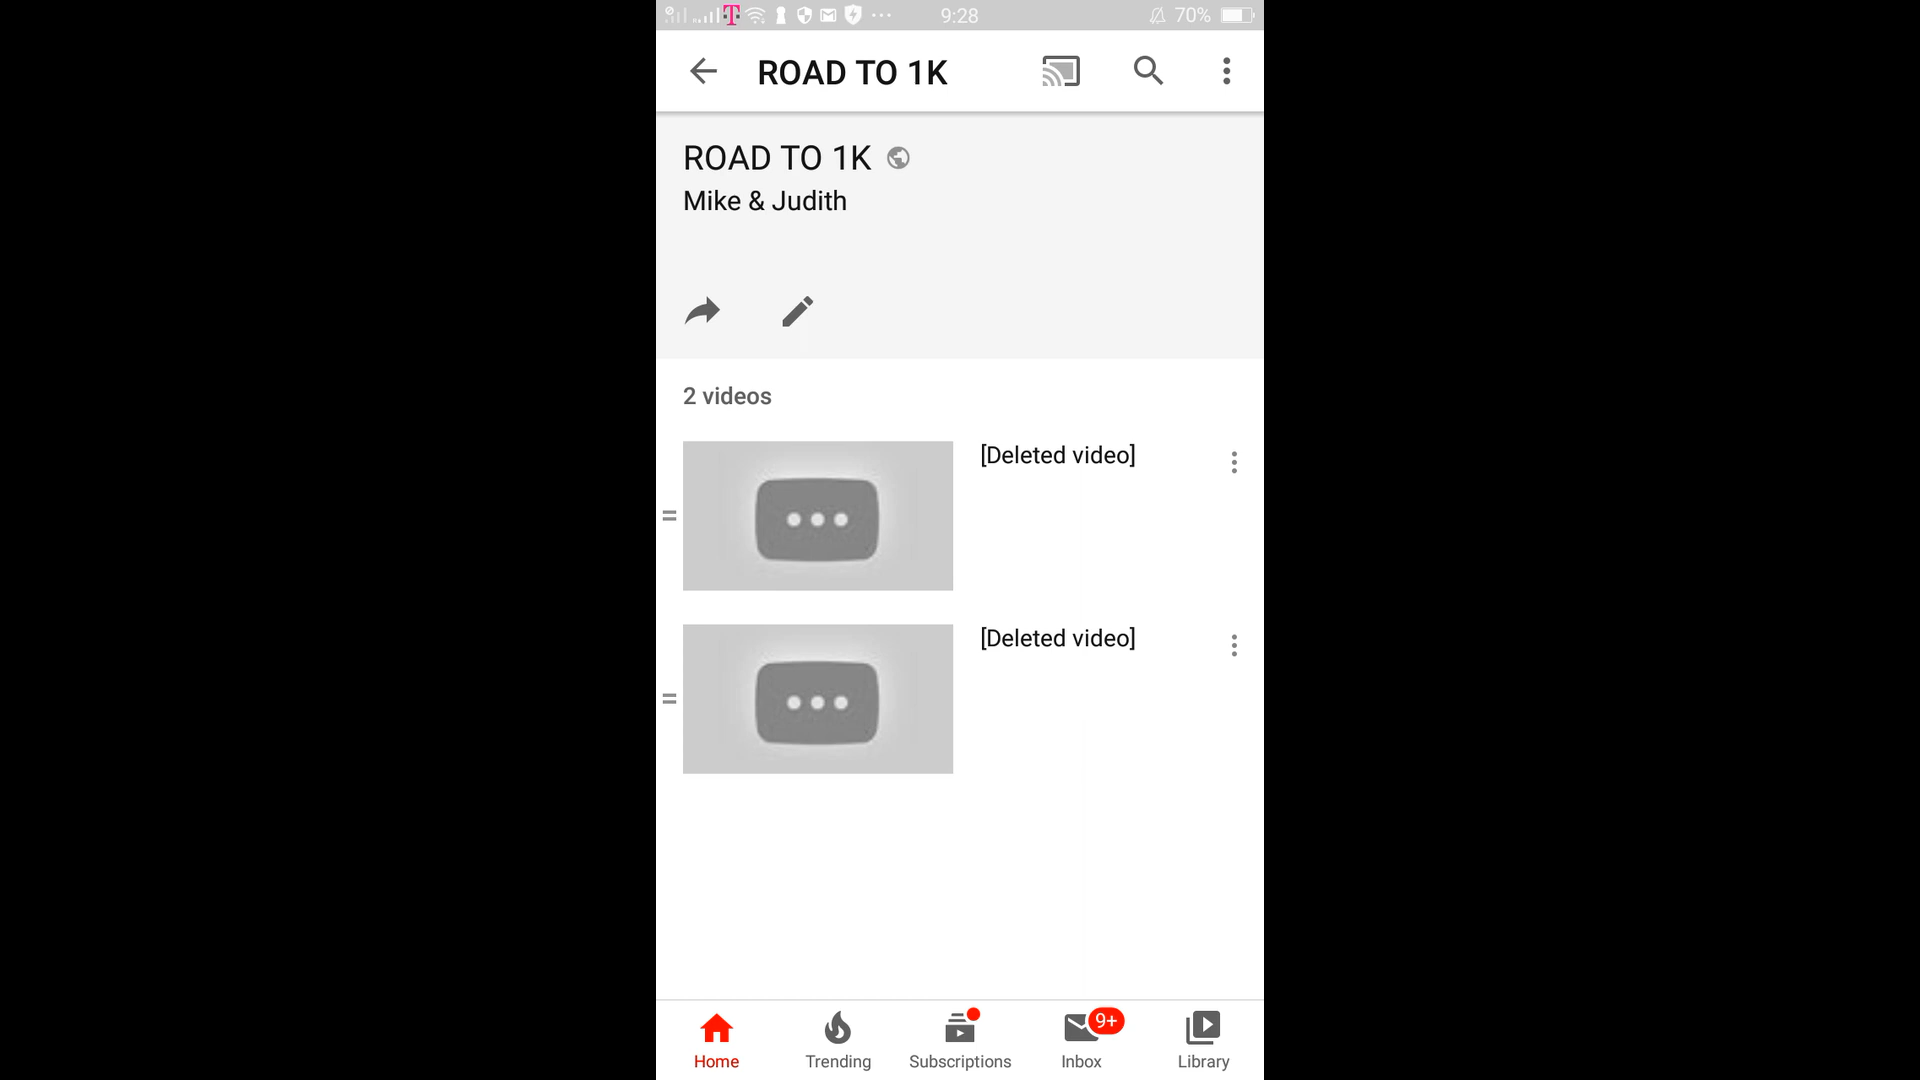 9:28
70%
ROAD TO 1K
ROAD TO 1K
Mike & Judith
2 videos
[Deleted video]
[Deleted video]
9+
Home
Trending
Subscriptions
Inbox
Library